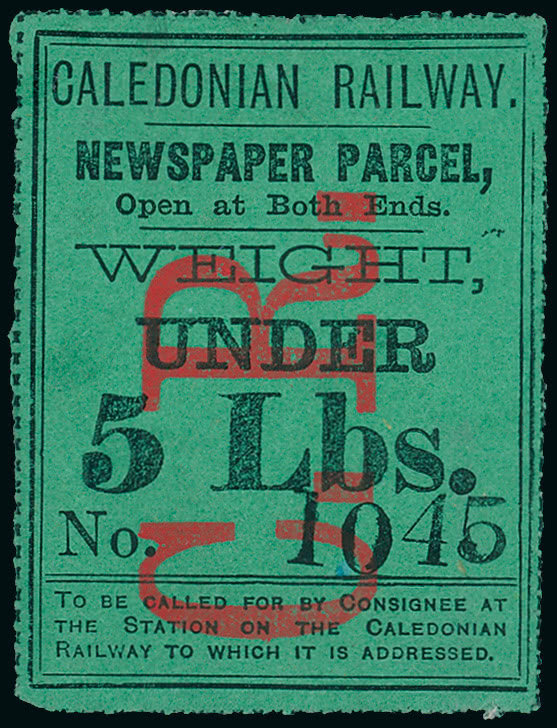 CALEDONIAN RAILWAY.
NEWSPAPER PARCEL,
Open at Both Ends.
WEIGHT,
UNDER
5 Lbs.
No. 1045
TO BE CALLED FOR BY CONSIGNEE AT
THE STATION ON THE CALEDONIAN
RAILWAY TO WHICH IT IS ADDRESSED.
C. R.